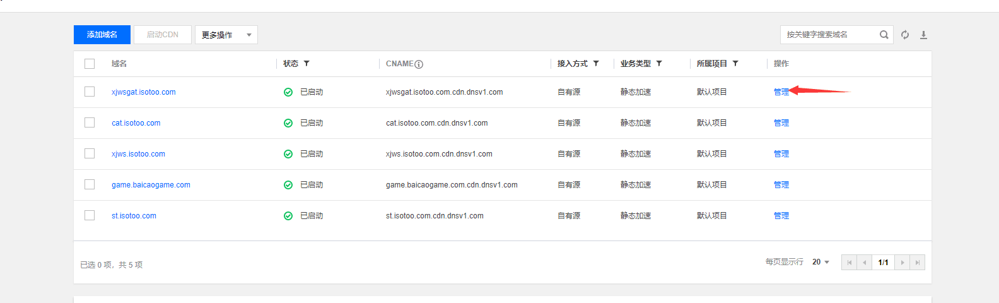 添加域名 启动CDN 更多操作 按关键字搜索域名
域名 状态 CNAME 接入方式 业务类型 所属项目 操作
xjwsgat.isotoo.com 已启动 xjwsgat.isotoo.com.cdn.dnsv1.com 自有源 静态加速 默认项目 管理
cat.isotoo.com 已启动 cat.isotoo.com.cdn.dnsv1.com 自有源 静态加速 默认项目 管理
xjws.isotoo.com 已启动 xjws.isotoo.com.cdn.dnsv1.com 自有源 静态加速 默认项目 管理
game.baicaogame.com 已启动 game.baicaogame.com.cdn.dnsv1.com 自有源 静态加速 默认项目 管理
st.isotoo.com 已启动 st.isotoo.com.cdn.dnsv1.com 自有源 静态加速 默认项目 管理
已选 0 项，共 5 项 每页显示行 20 1/1